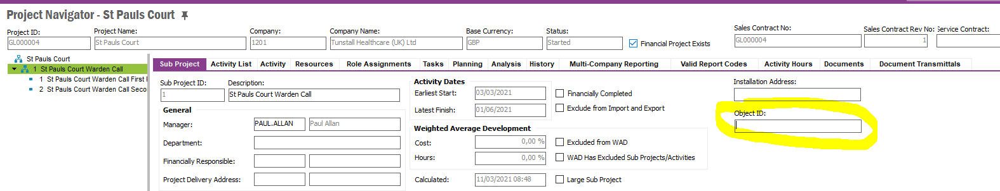 Project Navigator - St Pauls Court
Project ID: Project Name: Company: Company Name: Base Currency: Status: Sales Contract No: Sales Contract Rev No: Service Contract:
GL000004 St Pauls Court 1201 Tunstall Healthcare (UK) Ltd GBP Started Financial Project Exists GL000004 1
St Pauls Court
1 St Pauls Court Warden Call
1 St Pauls Court Warden Call First
2 St Pauls Court Warden Call Seco
Sub Project Activity List Activity Resources Role Assignments Tasks Planning Analysis History Multi-Company Reporting Valid Report Codes Activity Hours Documents Document Transmittals
Sub Project ID: Description:
1 St Pauls Court Warden Call
General
Manager: PAUL.ALLAN Paul Allan
Department:
Financially Responsible:
Project Delivery Address:
Activity Dates
Earliest Start: 03/03/2021 Financially Completed
Latest Finish: 01/06/2021 Exclude from Import and Export
Weighted Average Development
Cost: 0,00 % Excluded from WAD
Hours: 0,00 % WAD Has Excluded Sub Projects/Activities
Calculated: 11/03/2021 08:48 Large Sub Project
Installation Address:
Object ID: